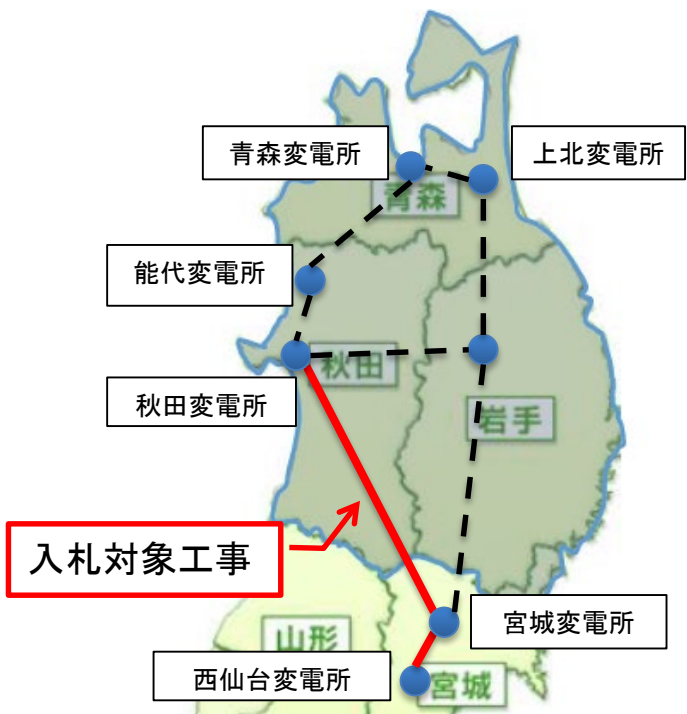 青森変電所
上北変電所
青森
能代変電所
秋田
秋田変電所
岩手
入札対象工事
宮城変電所
山形
西仙台変電所
宮城